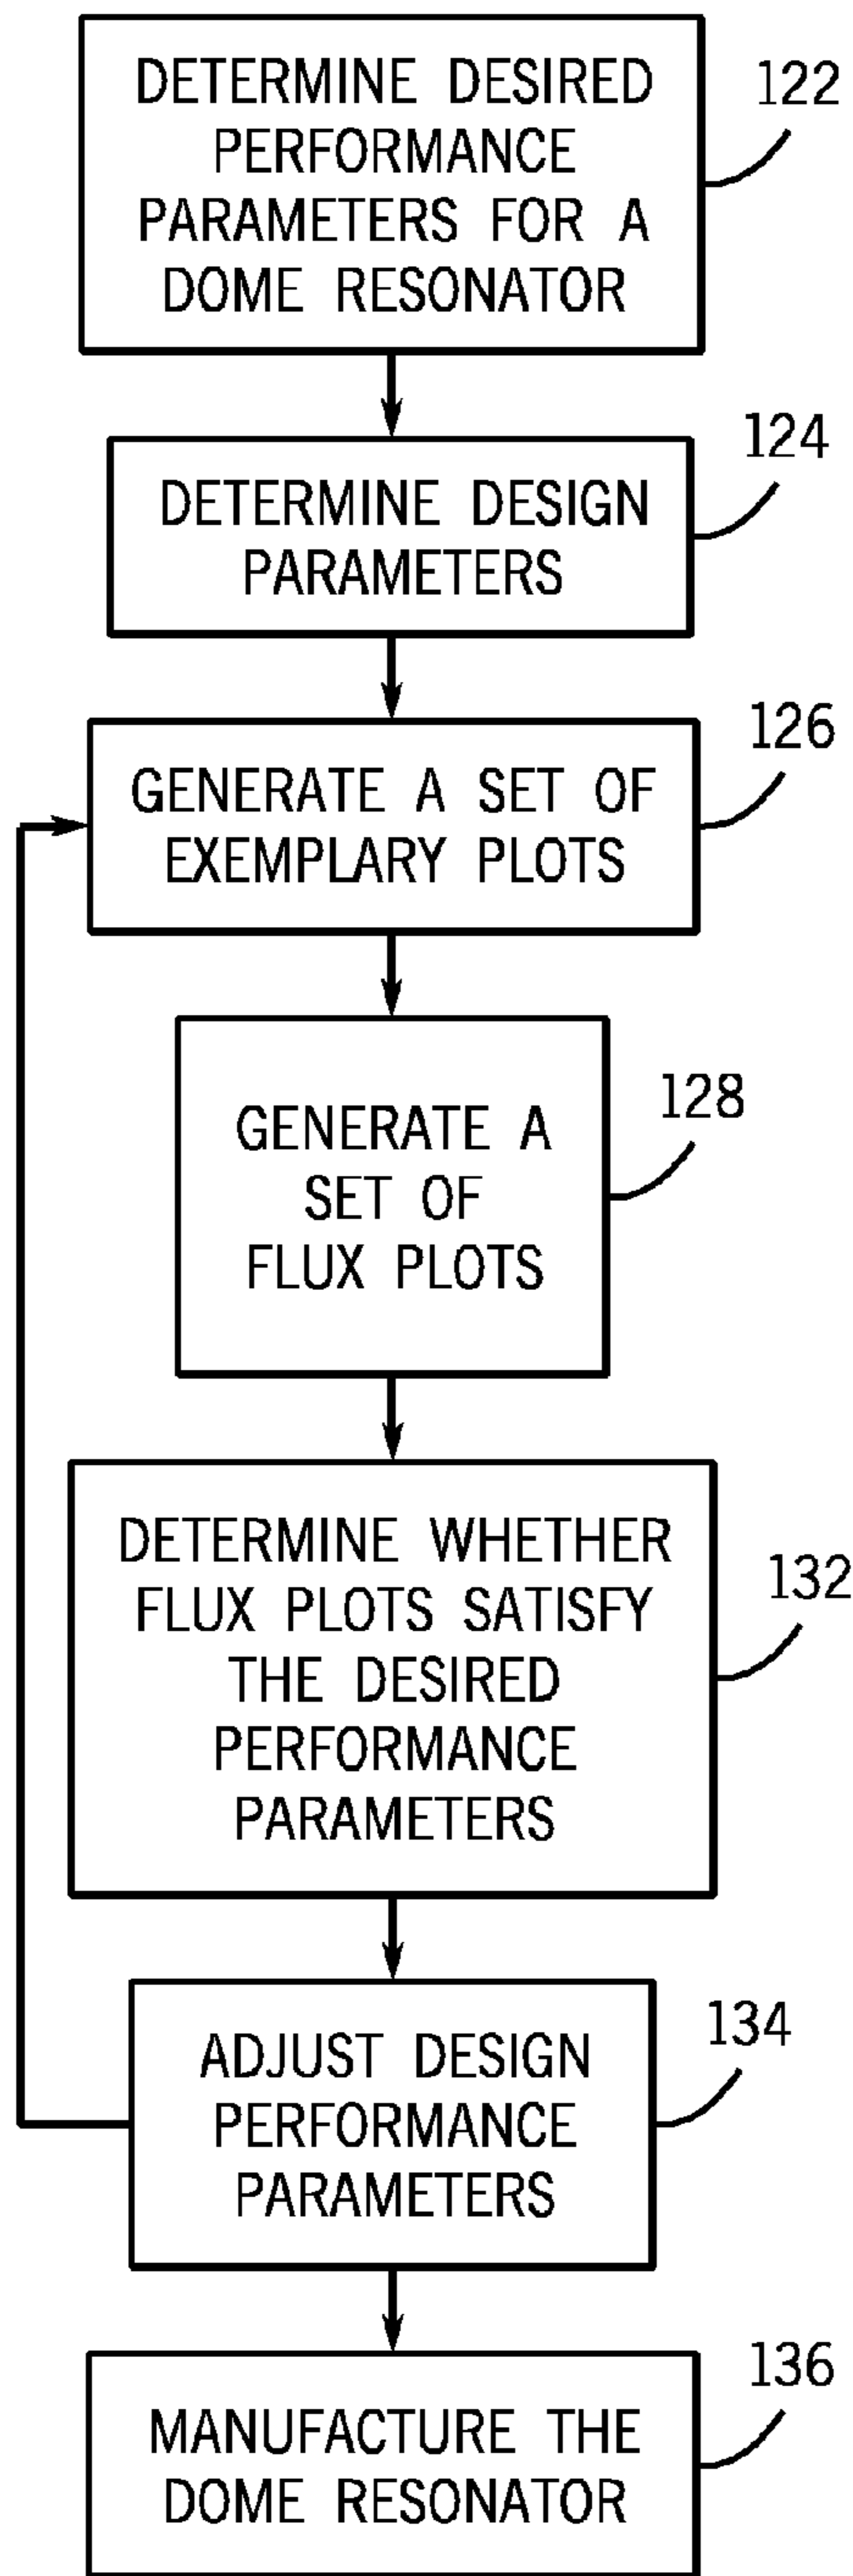 DETERMINE DESIRED
PERFORMANCE
PARAMETERS FOR A
DOME RESONATOR
122
DETERMINE DESIGN
PARAMETERS
124
GENERATE A SET OF
EXEMPLARY PLOTS
126
GENERATE A
SET OF
FLUX PLOTS
128
DETERMINE WHETHER
FLUX PLOTS SATISFY
THE DESIRED
PERFORMANCE
PARAMETERS
132
ADJUST DESIGN
PERFORMANCE
PARAMETERS
134
MANUFACTURE THE
DOME RESONATOR
136